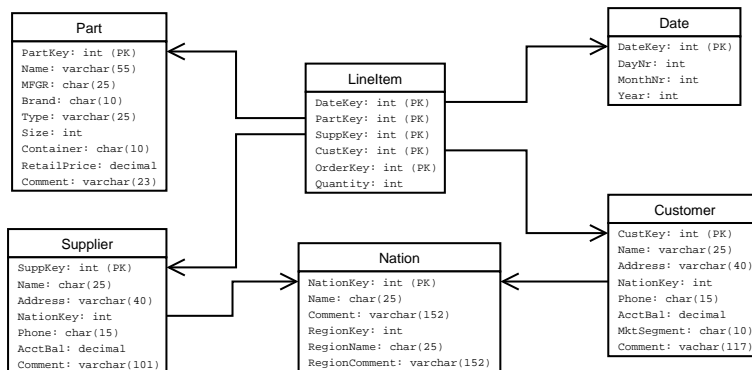 Part
PartKey: int (PK)
Name: varchar(55)
MFGR: char(25)
Brand: char(10)
Type: varchar(25)
Size: int
Container: char(10)
RetailPrice: decimal
Comment: varchar(23)
LineItem
DateKey: int (PK)
PartKey: int (PK)
SuppKey: int (PK)
CustKey: int (PK)
OrderKey: int (PK)
Quantity: int
Date
DateKey: int (PK)
DayNr: int
MonthNr: int
Year: int
Supplier
SuppKey: int (PK)
Name: char(25)
Address: varchar(40)
NationKey: int
Phone: char(15)
AcctBal: decimal
Comment: varchar(101)
Nation
NationKey: int (PK)
Name: char(25)
Comment: varchar(152)
RegionKey: int
RegionName: char(25)
RegionComment: varchar(152)
Customer
CustKey: int (PK)
Name: varchar(25)
Address: varchar(40)
NationKey: int
Phone: char(15)
AcctBal: decimal
MktSegment: char(10)
Comment: vachar(117)